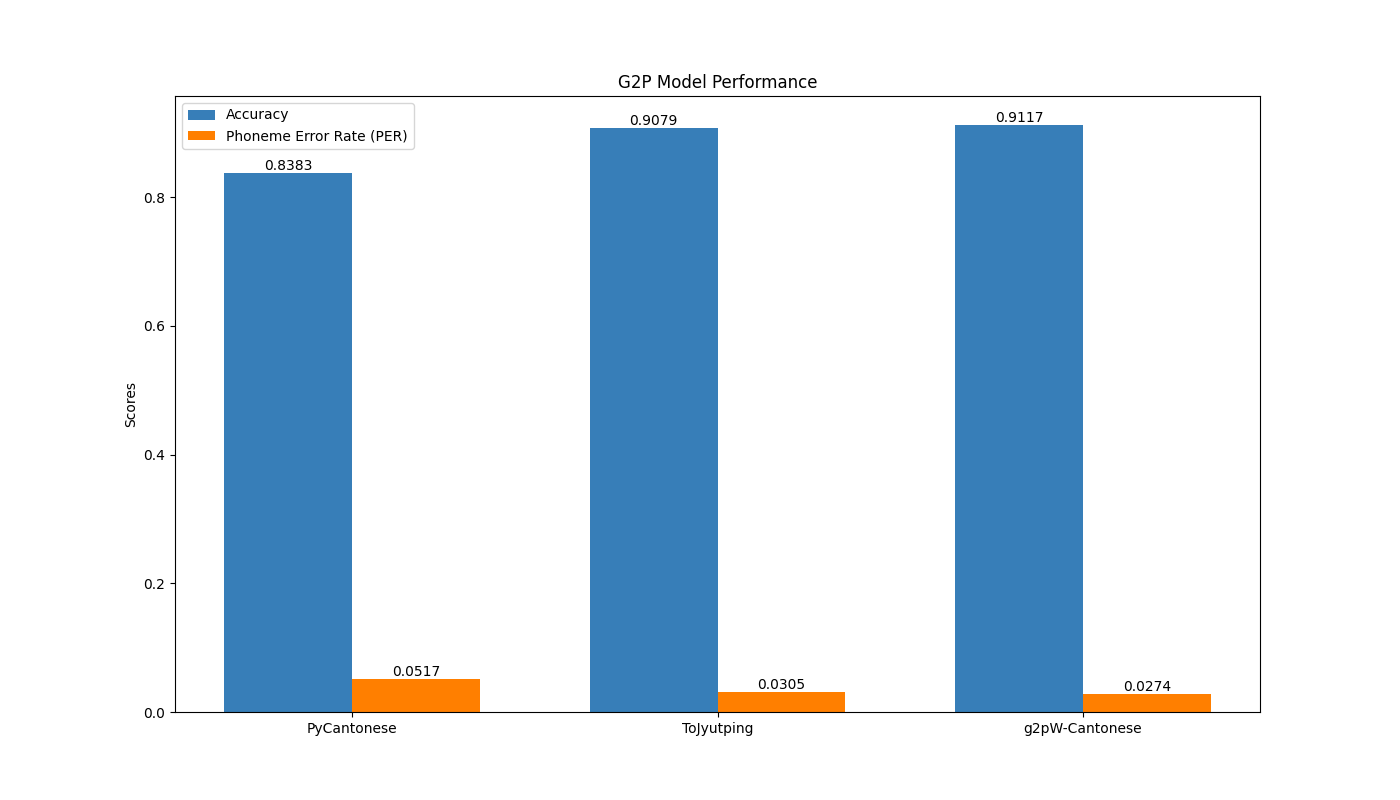 G2P Model Performance
Accuracy
Phoneme Error Rate (PER)
0.8383
0.9079
0.9117
0.8
0.6
Scores
0.4
0.2
0.0517
0.0305
0.0274
0.0
PyCantonese
ToJyutping
g2pW-Cantonese